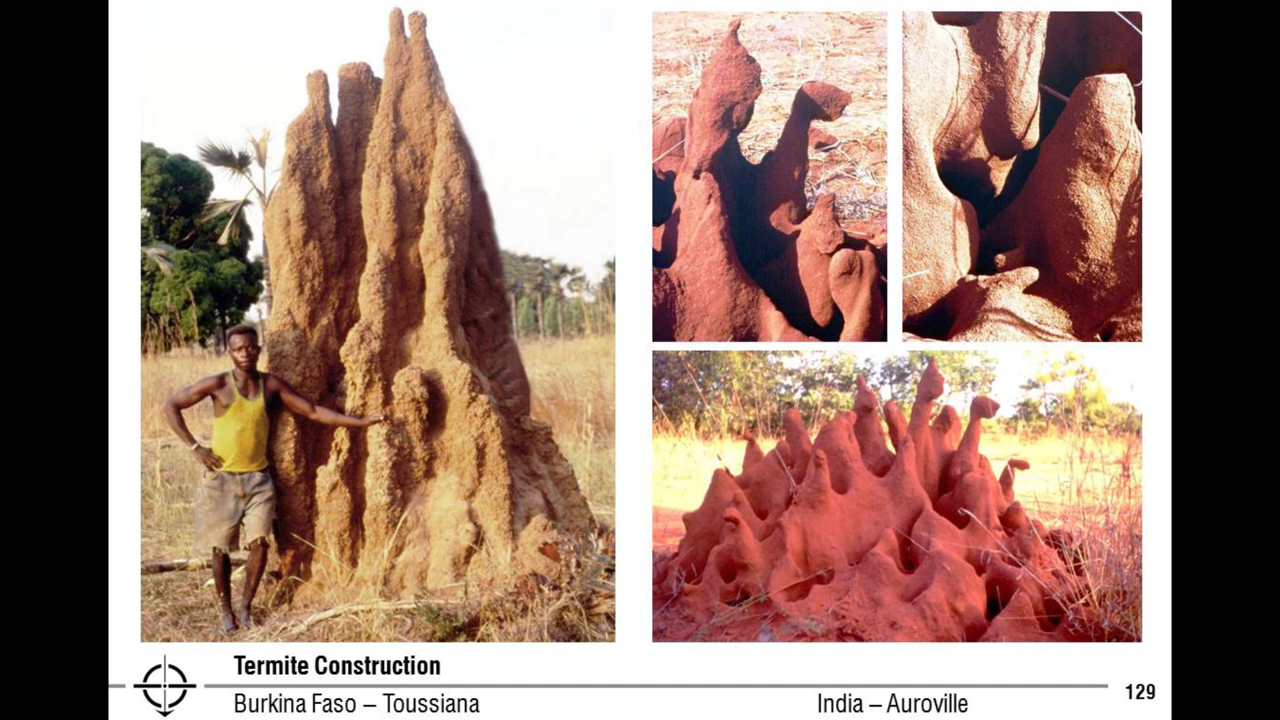 Termite Construction
Burkina Faso – Toussiana
India – Auroville
129